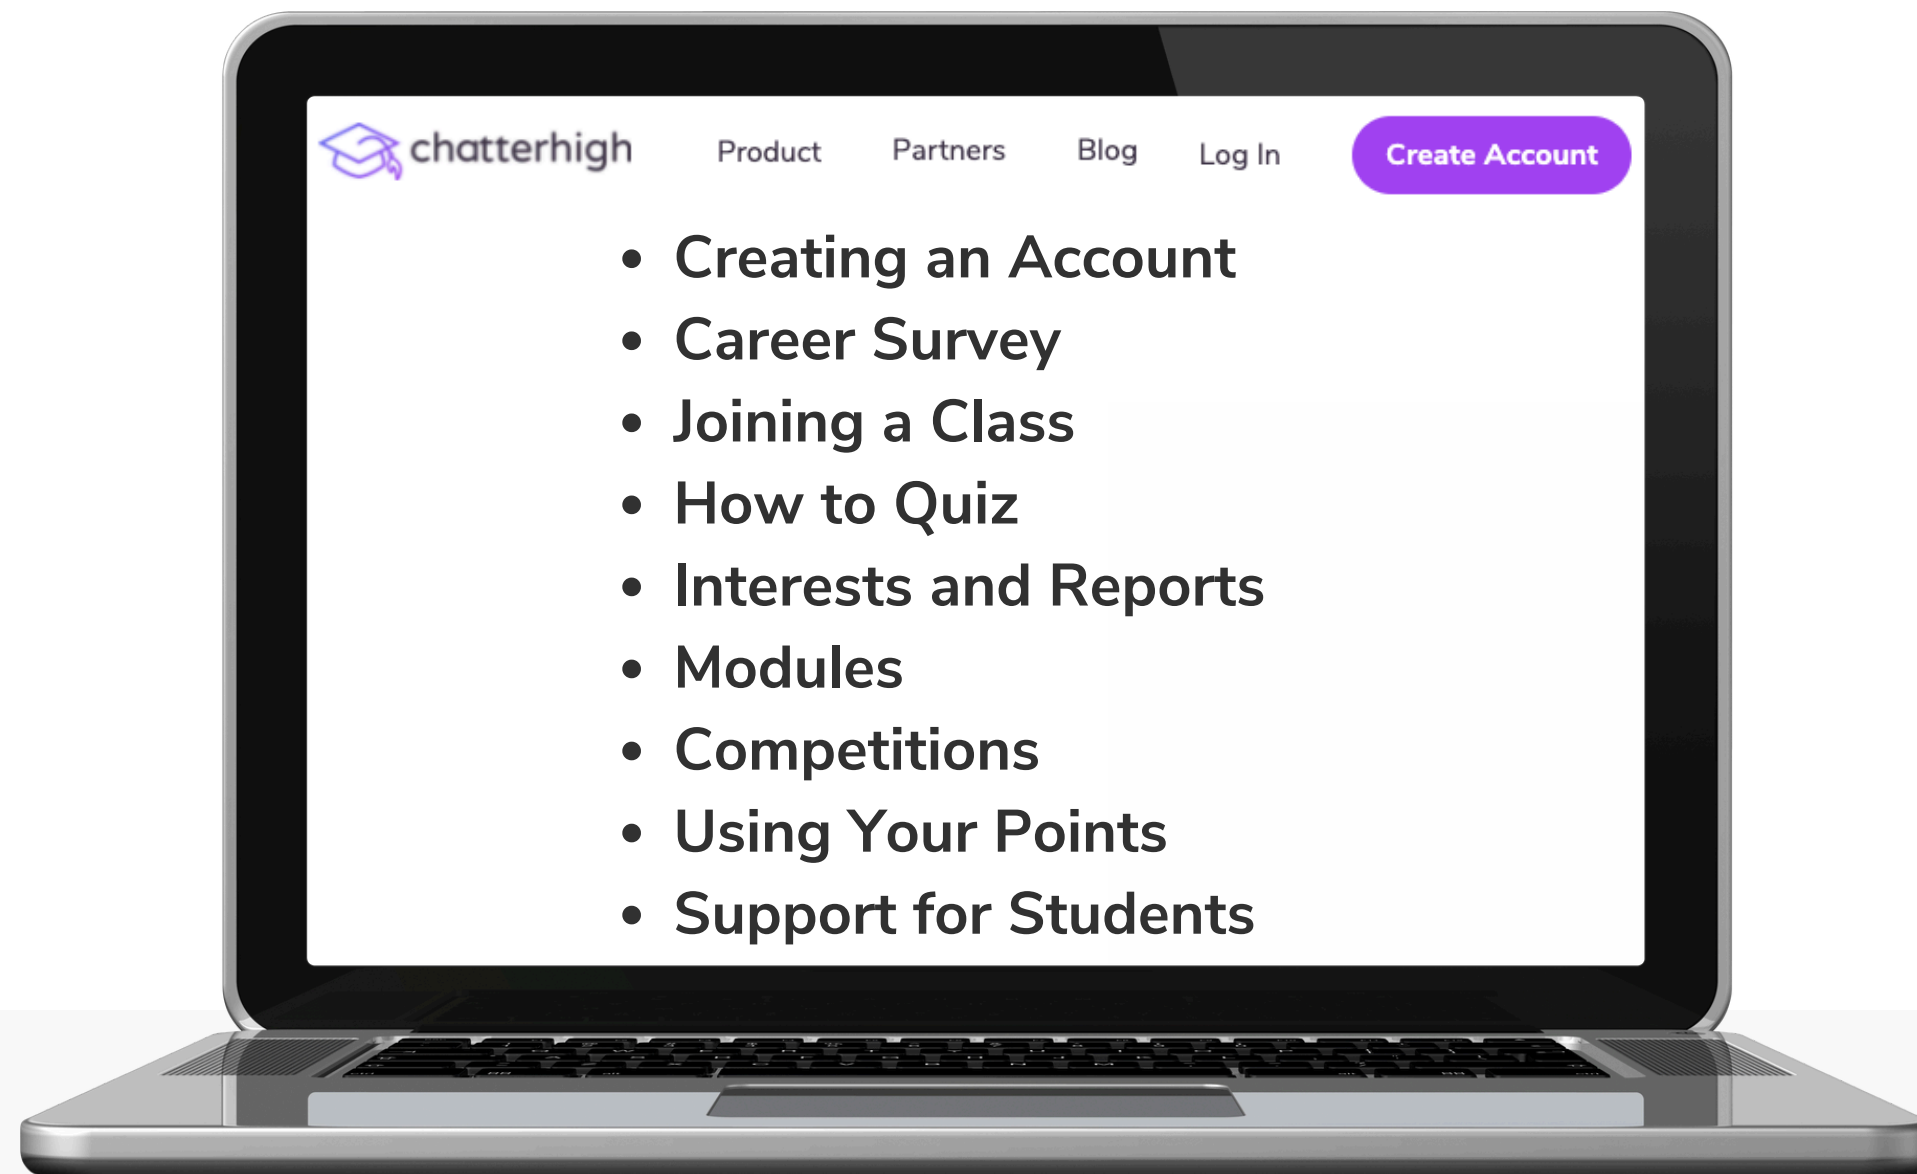 chatterhigh Product Partners Blog Log In Create Account
• Creating an Account
• Career Survey
• Joining a Class
• How to Quiz
• Interests and Reports
• Modules
• Competitions
• Using Your Points
• Support for Students